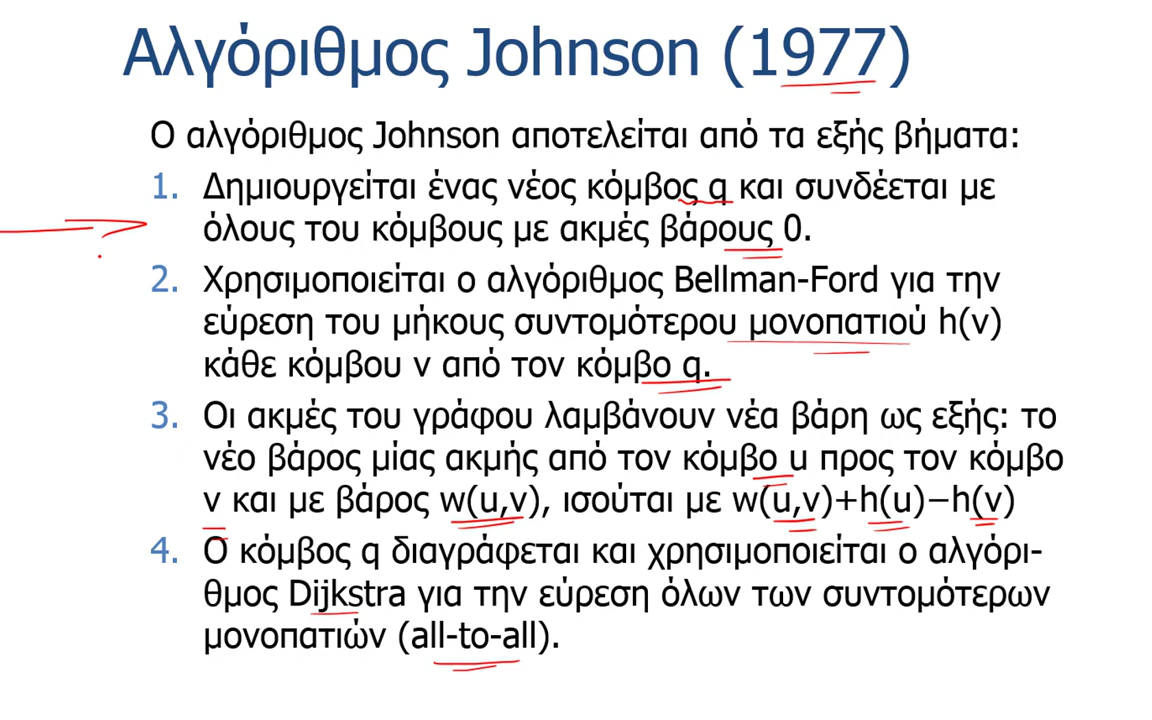 Αλγόριθμος Johnson (1977)
Ο αλγόριθμος Johnson αποτελείται από τα εξής βήματα:
1. Δημιουργείται ένας νέος κόμβος q και συνδέεται με
όλους του κόμβους με ακμές βάρους 0.
2. Χρησιμοποιείται ο αλγόριθμος Bellman-Ford για την
εύρεση του μήκους συντομότερου μονοπατιού h(v)
κάθε κόμβου v από τον κόμβο q.
3. Οι ακμές του γράφου λαμβάνουν νέα βάρη ως εξής: το
νέο βάρος μίας ακμής από τον κόμβο u προς τον κόμβο
v και με βάρος w(u,v), ισούται με w(u,v)+h(u)−h(v)
4. Ο κόμβος q διαγράφεται και χρησιμοποιείται ο αλγόρι-
θμος Dijkstra για την εύρεση όλων των συντομότερων
μονοπατιών (all-to-all).